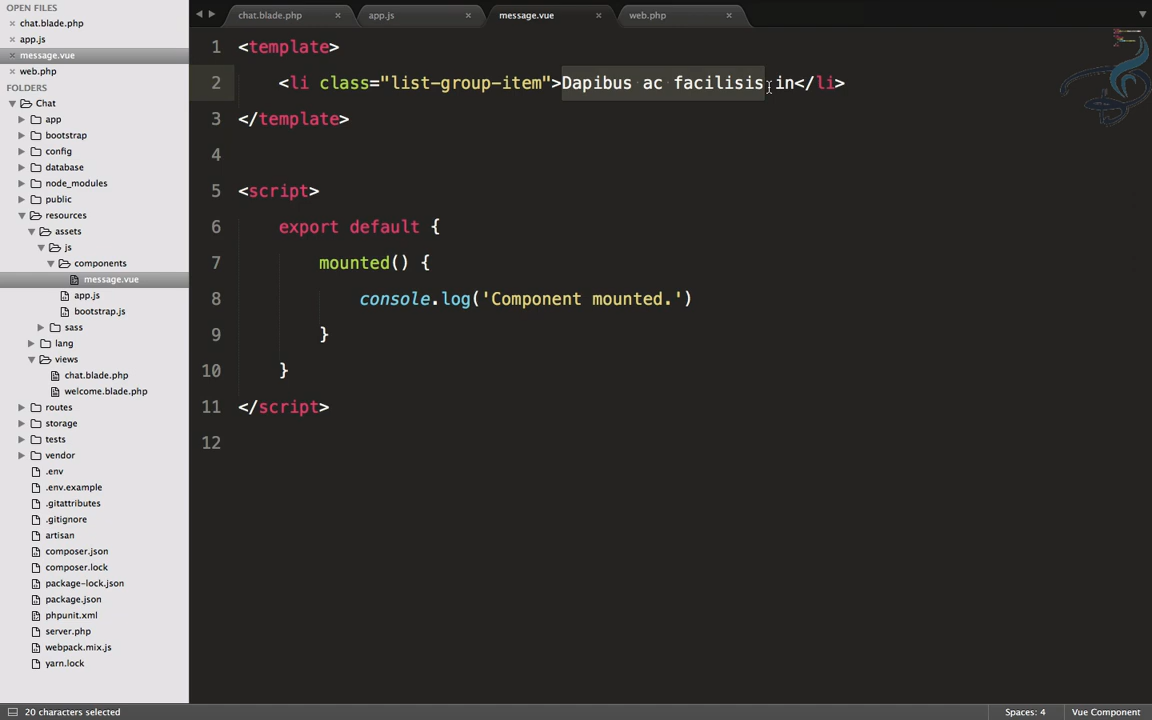 OPEN FILES
chat.blade.php
app.js
message.vue
web.php
FOLDERS
Chat
app
bootstrap
config
database
node_modules
public
resources
assets
js
components
message.vue
app.js
bootstrap.js
sass
lang
views
chat.blade.php
welcome.blade.php
routes
storage
tests
vendor
.env
.env.example
.gitattributes
.gitignore
artisan
composer.json
composer.lock
package-lock.json
package.json
phpunit.xml
server.php
webpack.mix.js
yarn.lock
chat.blade.php app.js message.vue web.php
1 <template>
2 <li class="list-group-item">Dapibus ac facilisis in</li>
3 </template>
4
5 <script>
6 export default {
7 mounted() {
8 console.log('Component mounted.')
9 }
10 }
11 </script>
12
20 characters selected Spaces: 4 Vue Component